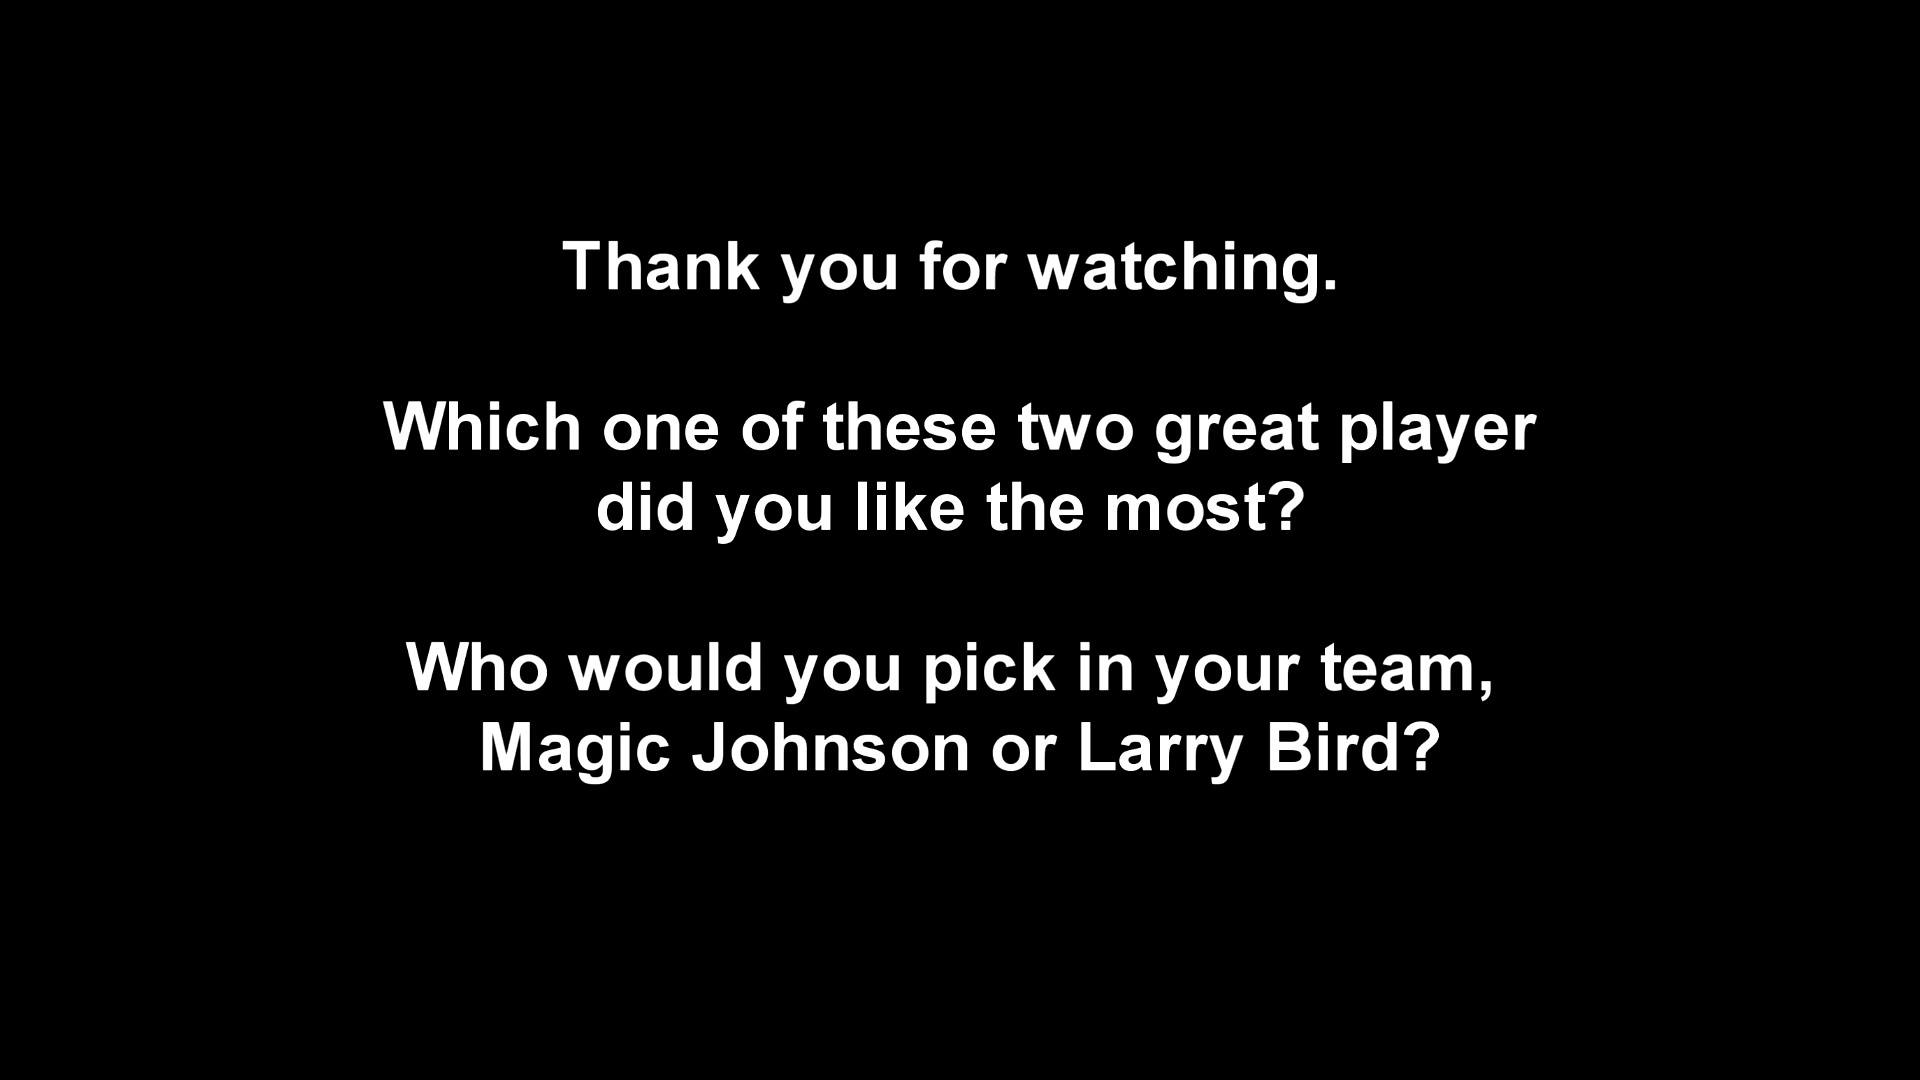 Thank you for watching.
Which one of these two great player
did you like the most?
Who would you pick in your team,
Magic Johnson or Larry Bird?